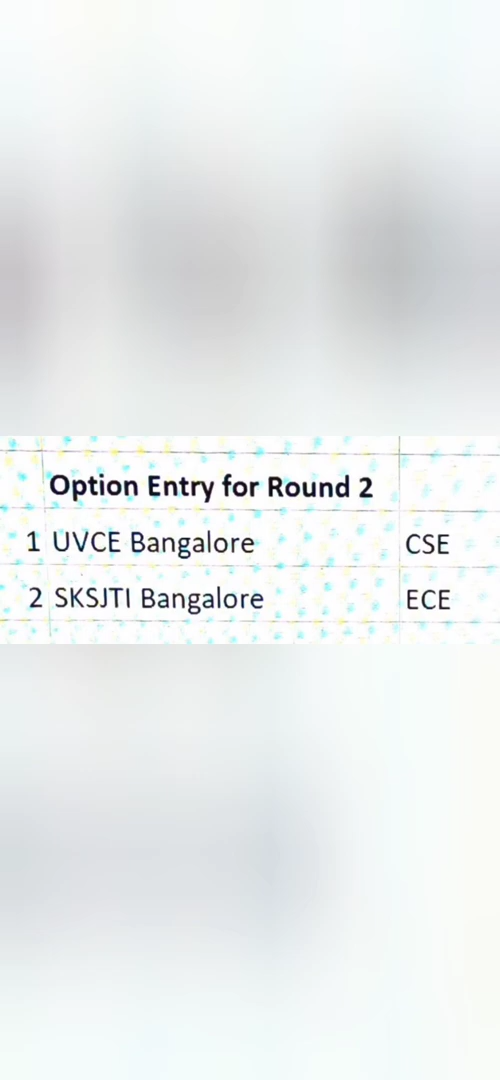 Option Entry for Round 2
1 UVCE Bangalore CSE
2 SKSJTI Bangalore ECE